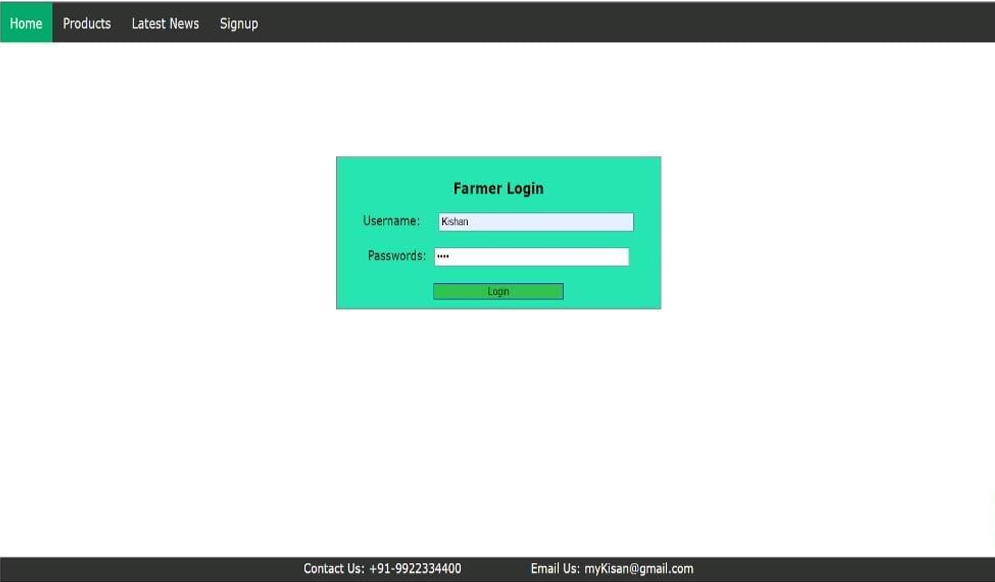 Home Products Latest News Signup
Farmer Login
Username: Kishan
Passwords: ••••
Login
Contact Us: +91-9922334400 Email Us: myKisan@gmail.com